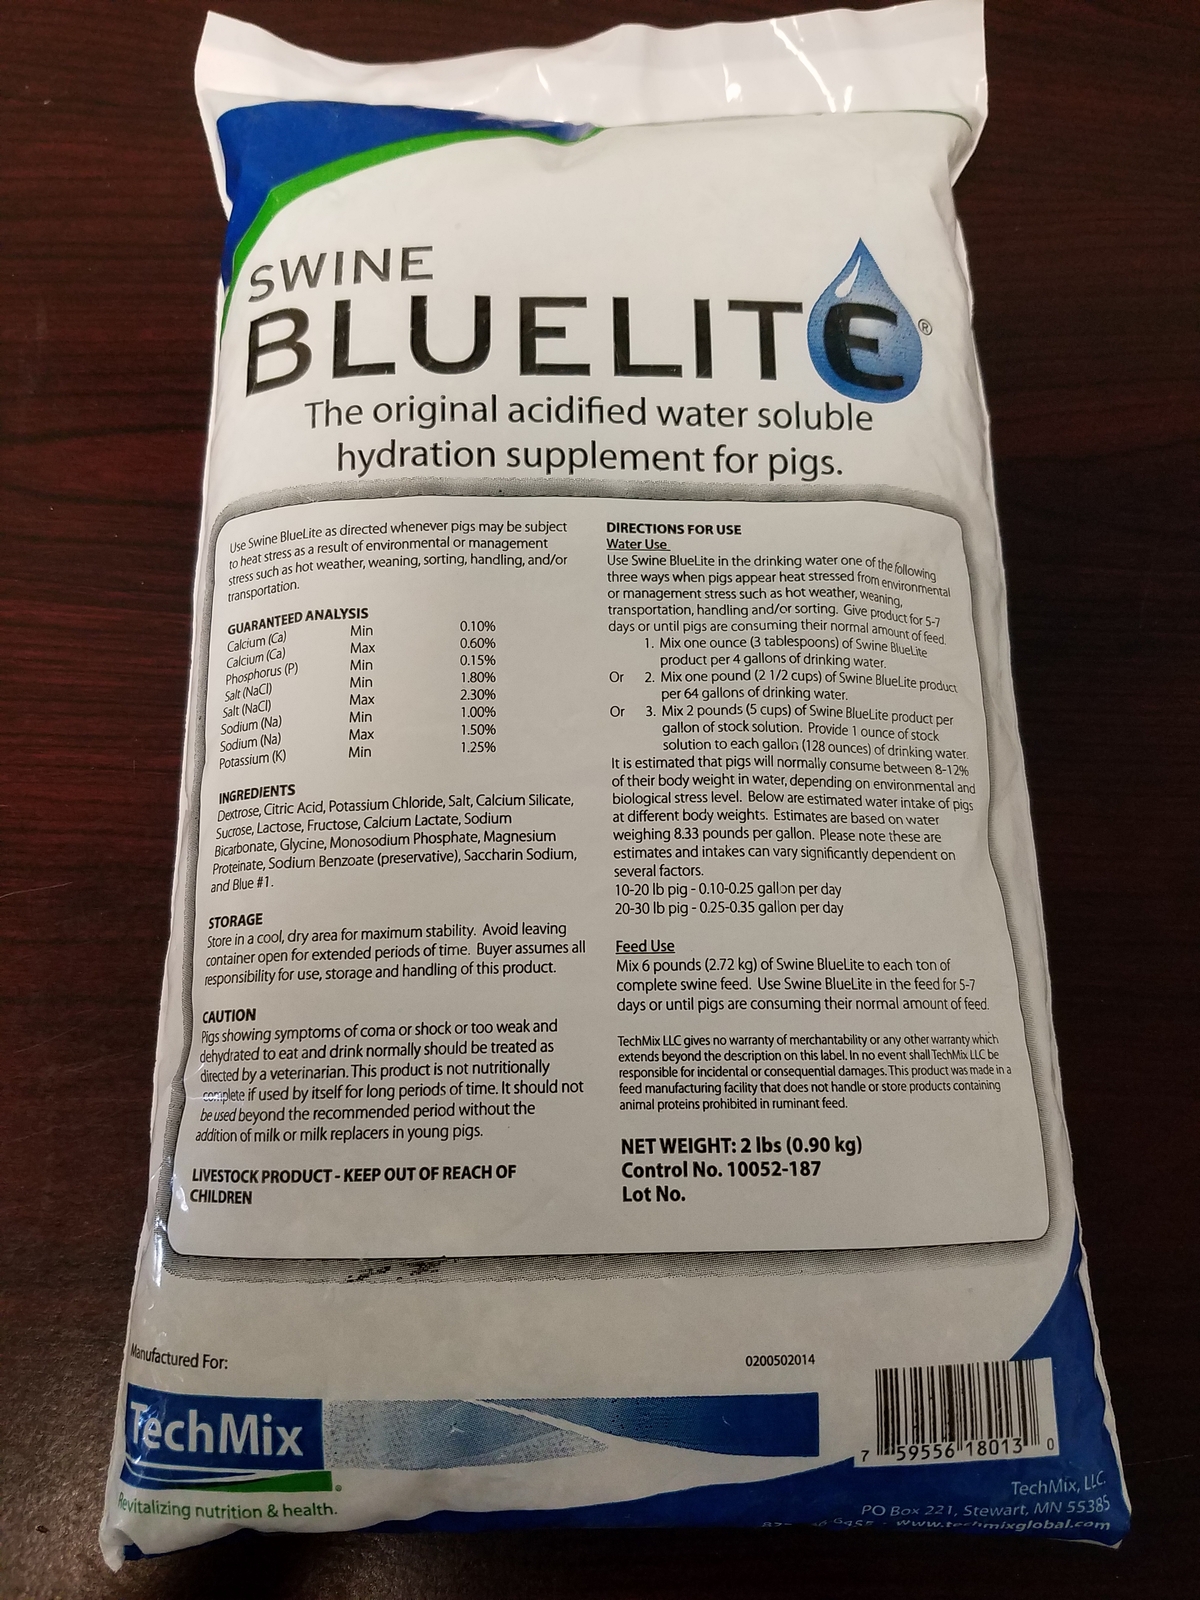 SWINE
BLUELITE®
The original acidified water soluble
hydration supplement for pigs.
Use Swine BlueLite as directed whenever pigs may be subject
to heat stress as a result of environmental or management
stress such as hot weather, weaning, sorting, handling, and/or
transportation.
GUARANTEED ANALYSIS
Calcium (Ca) Min 0.10%
Calcium (Ca) Max 0.60%
Phosphorus (P) Min 0.15%
Salt (NaCl) Min 1.80%
Salt (NaCl) Max 2.30%
Sodium (Na) Min 1.00%
Sodium (Na) Max 1.50%
Potassium (K) Min 1.25%
INGREDIENTS
Dextrose, Citric Acid, Potassium Chloride, Salt, Calcium Silicate,
Sucrose, Lactose, Fructose, Calcium Lactate, Sodium
Bicarbonate, Glycine, Monosodium Phosphate, Magnesium
Proteinate, Sodium Benzoate (preservative), Saccharin Sodium,
and Blue #1.
STORAGE
Store in a cool, dry area for maximum stability. Avoid leaving
container open for extended periods of time. Buyer assumes all
responsibility for use, storage and handling of this product.
CAUTION
Pigs showing symptoms of coma or shock or too weak and
dehydrated to eat and drink normally should be treated as
directed by a veterinarian. This product is not nutritionally
complete if used by itself for long periods of time. It should not
be used beyond the recommended period without the
addition of milk or milk replacers in young pigs.
LIVESTOCK PRODUCT - KEEP OUT OF REACH OF
CHILDREN
DIRECTIONS FOR USE
Water Use
Use Swine BlueLite in the drinking water one of the following
three ways when pigs appear heat stressed from environmental
or management stress such as hot weather, weaning,
transportation, handling and/or sorting. Give product for 5-7
days or until pigs are consuming their normal amount of feed.
1. Mix one ounce (3 tablespoons) of Swine BlueLite
product per 4 gallons of drinking water.
Or 2. Mix one pound (2 1/2 cups) of Swine BlueLite product
per 64 gallons of drinking water.
Or 3. Mix 2 pounds (5 cups) of Swine BlueLite product per
gallon of stock solution. Provide 1 ounce of stock
solution to each gallon (128 ounces) of drinking water.
It is estimated that pigs will normally consume between 8-12%
of their body weight in water, depending on environmental and
biological stress level. Below are estimated water intake of pigs
at different body weights. Estimates are based on water
weighing 8.33 pounds per gallon. Please note these are
estimates and intakes can vary significantly dependent on
several factors.
10-20 lb pig - 0.10-0.25 gallon per day
20-30 lb pig - 0.25-0.35 gallon per day
Feed Use
Mix 6 pounds (2.72 kg) of Swine BlueLite to each ton of
complete swine feed. Use Swine BlueLite in the feed for 5-7
days or until pigs are consuming their normal amount of feed.
TechMix LLC gives no warranty of merchantability or any other warranty which
extends beyond the description on this label. In no event shall TechMix LLC be
responsible for incidental or consequential damages. This product was made in a
feed manufacturing facility that does not handle or store products containing
animal proteins prohibited in ruminant feed.
NET WEIGHT: 2 lbs (0.90 kg)
Control No. 10052-187
Lot No.
Manufactured For:
0200502014
TechMix
Revitalizing nutrition & health.
7 59556 18013 0
TechMix, LLC.
PO Box 221, Stewart, MN 55385
www.techmixglobal.com